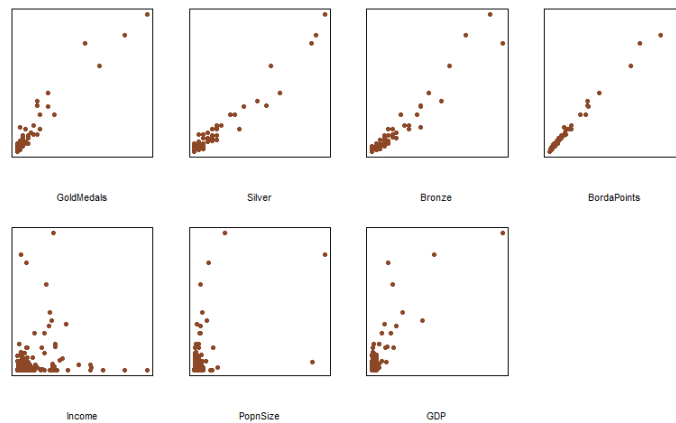 GoldMedals
Silver
Bronze
BordaPoints
Income
PopnSize
GDP